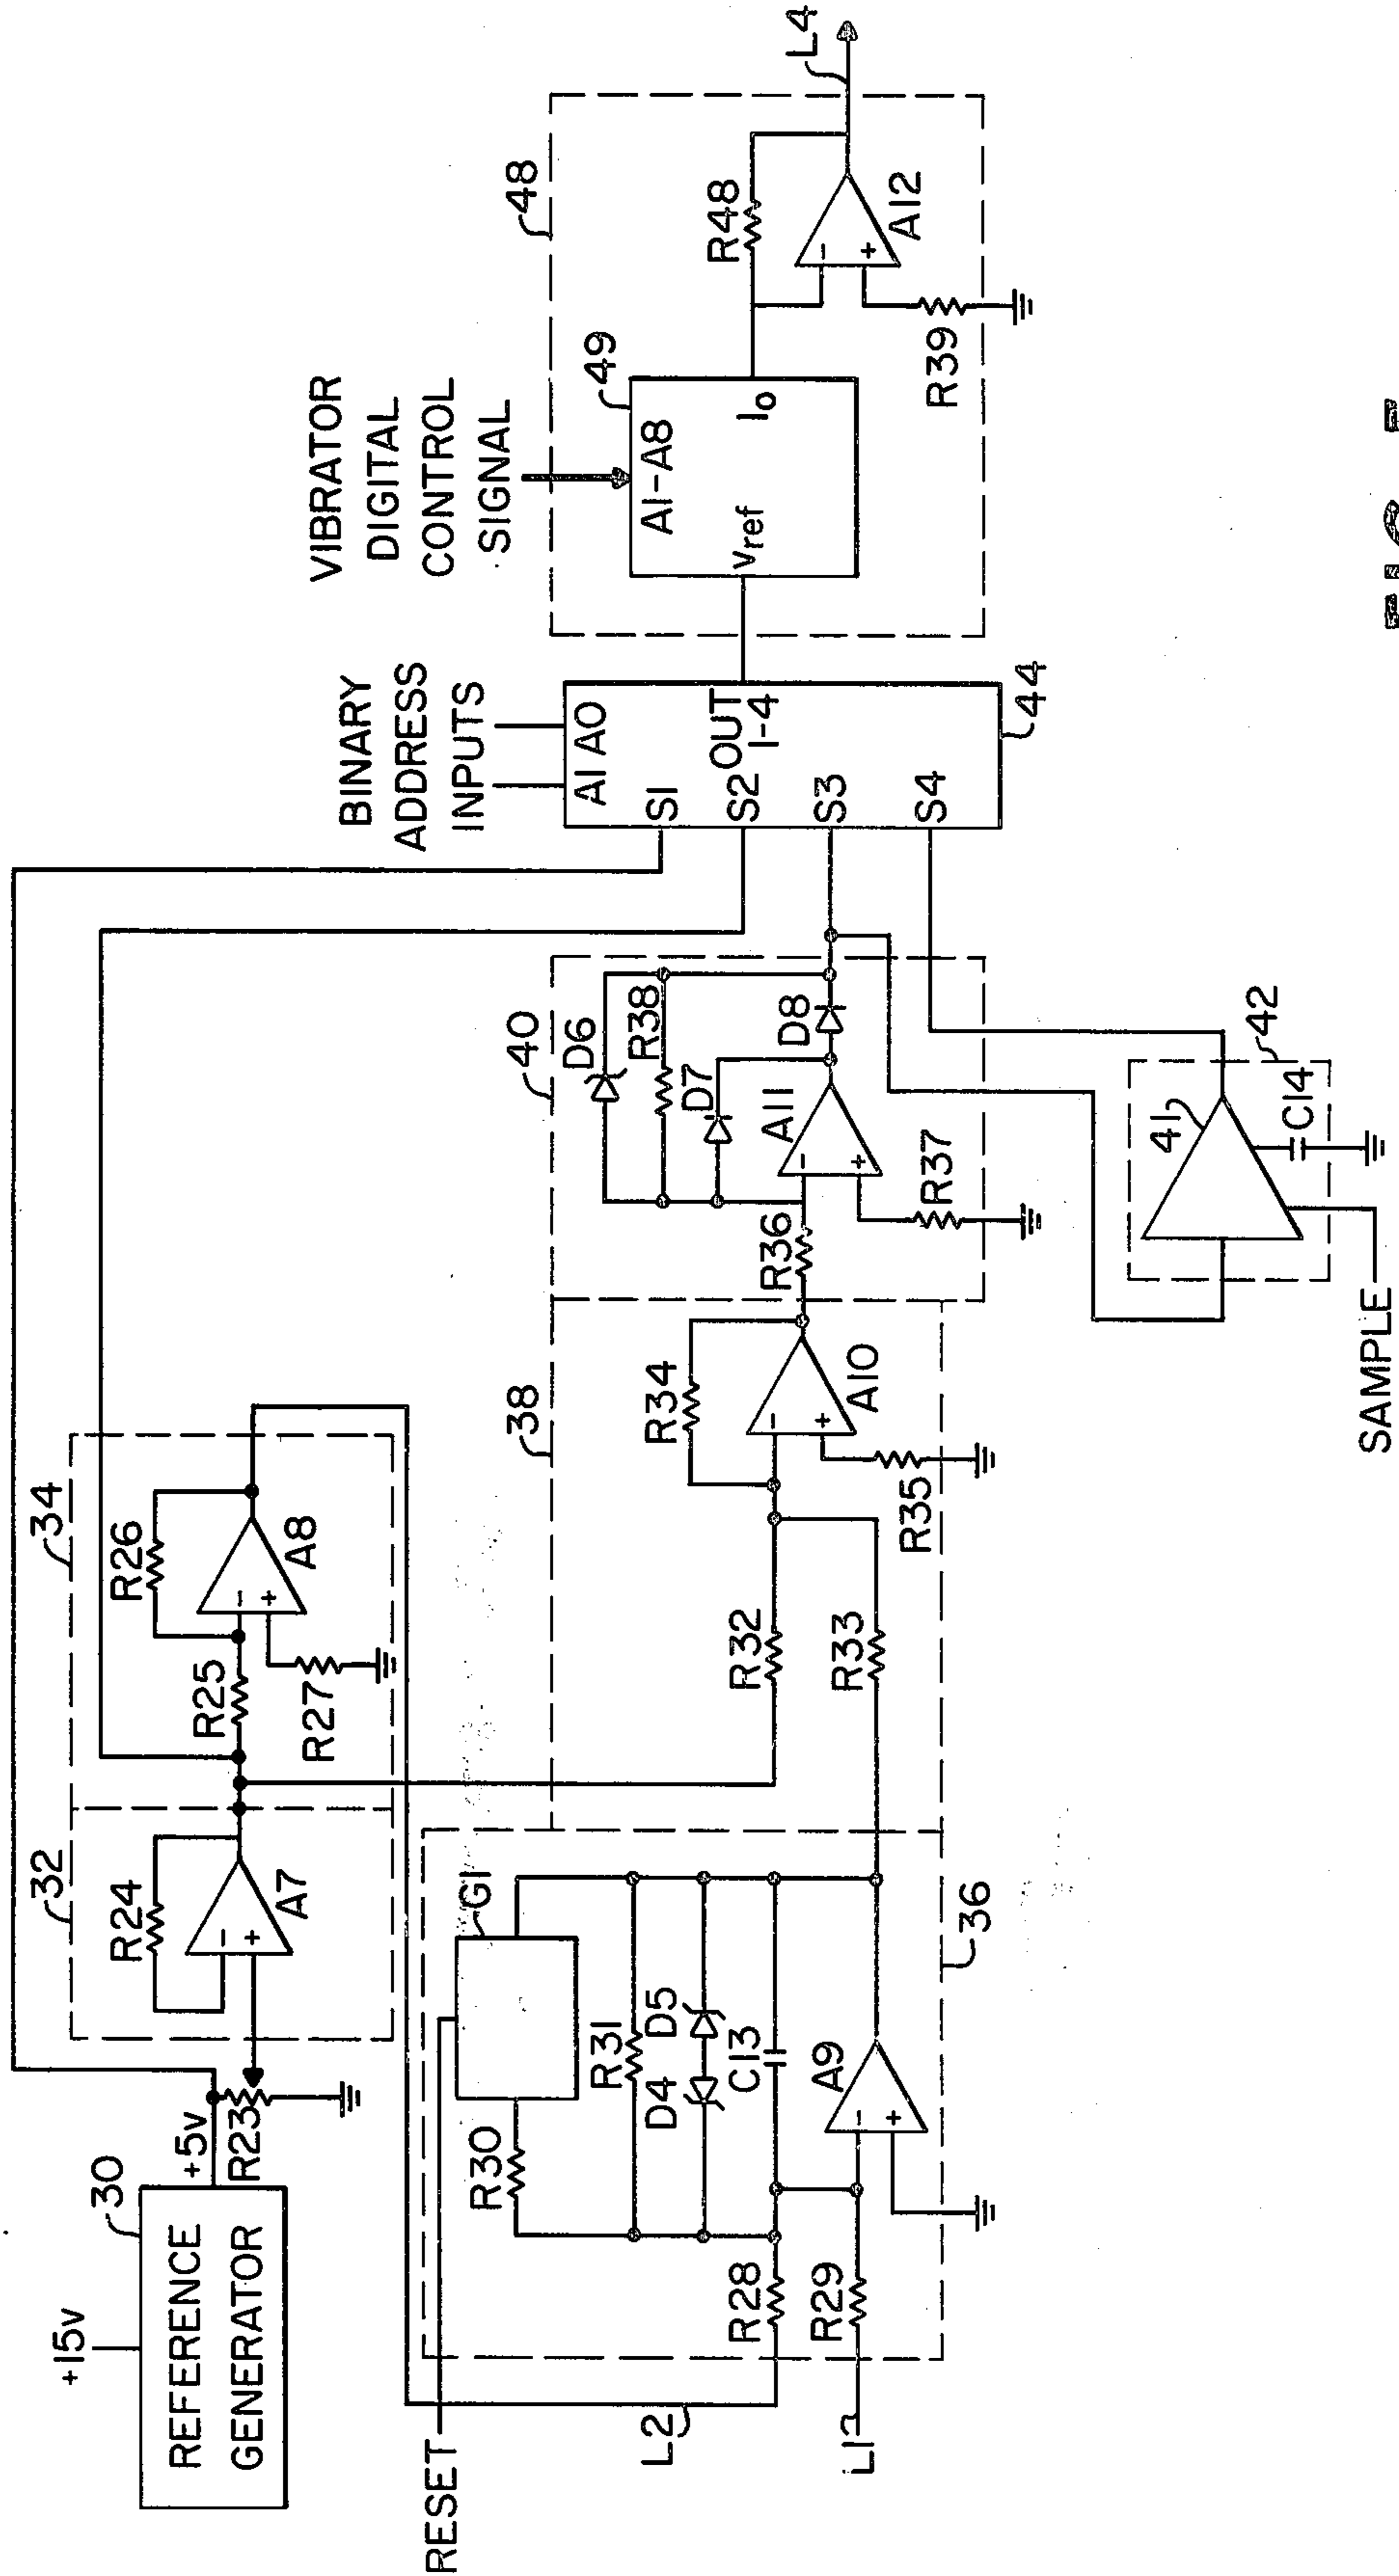 +15v
30
REFERENCE
GENERATOR
+5v
R23
32
R24
A7
-
+
34
R25
R26
R27
A8
-
+
RESET
L2
L1
R28
R29
R30
R31
G1
D4
D5
C13
A9
-
+
36
38
R32
R33
R34
R35
A10
-
+
40
D6
R38
D7
D8
R36
A11
-
+
R37
SAMPLE
41
42
C14
BINARY
ADDRESS
INPUTS
A1 A0
S1
S2
S3
S4
OUT
1-4
44
VIBRATOR
DIGITAL
CONTROL
SIGNAL
48
49
A1-A8
Vref
Io
R48
A12
-
+
R39
L4